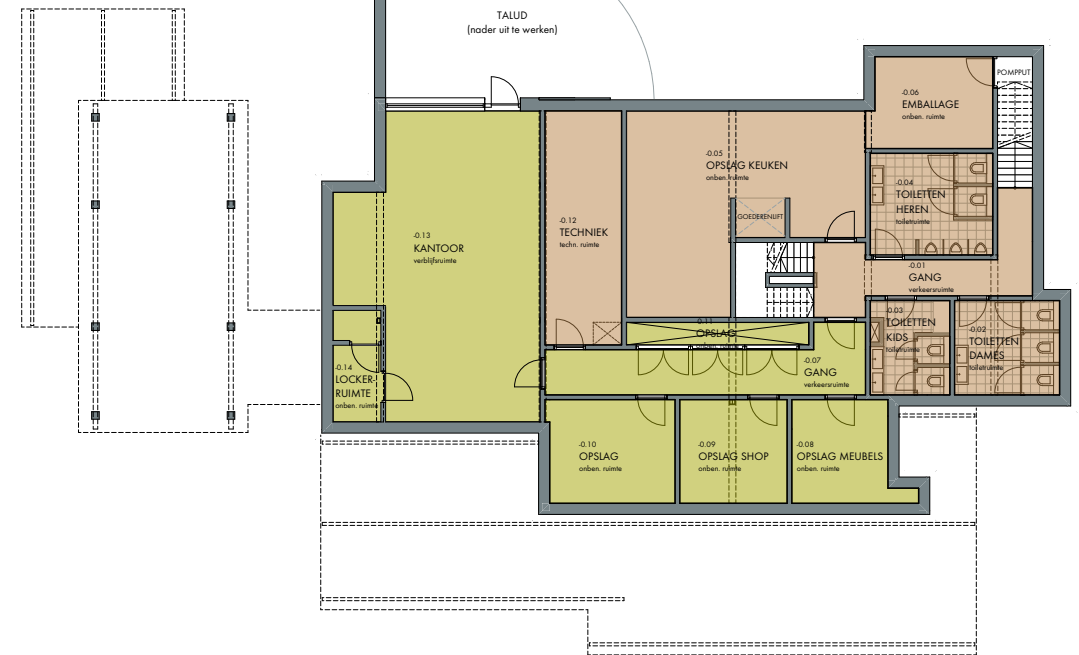 TALUD
(nader uit te werken)
POMPPUT
-0.06
EMBALLAGE
onben. ruimte
-0.05
OPSLAG KEUKEN
onben. ruimte
-0.04
TOILETTEN
HEREN
toiletruimte
GOEDERENLIFT
-0.12
TECHNIEK
techn. ruimte
-0.13
KANTOOR
verblijfsruimte
-0.01
GANG
verkeersruimte
-0.03
TOILETTEN
KIDS
toiletruimte
-0.02
TOILETTEN
DAMES
toiletruimte
-0.11
OPSLAG
onben. ruimte
-0.07
GANG
verkeersruimte
-0.14
LOCKER-
RUIMTE
onben. ruimte
-0.10
OPSLAG
onben. ruimte
-0.09
OPSLAG SHOP
onben. ruimte
-0.08
OPSLAG MEUBELS
onben. ruimte